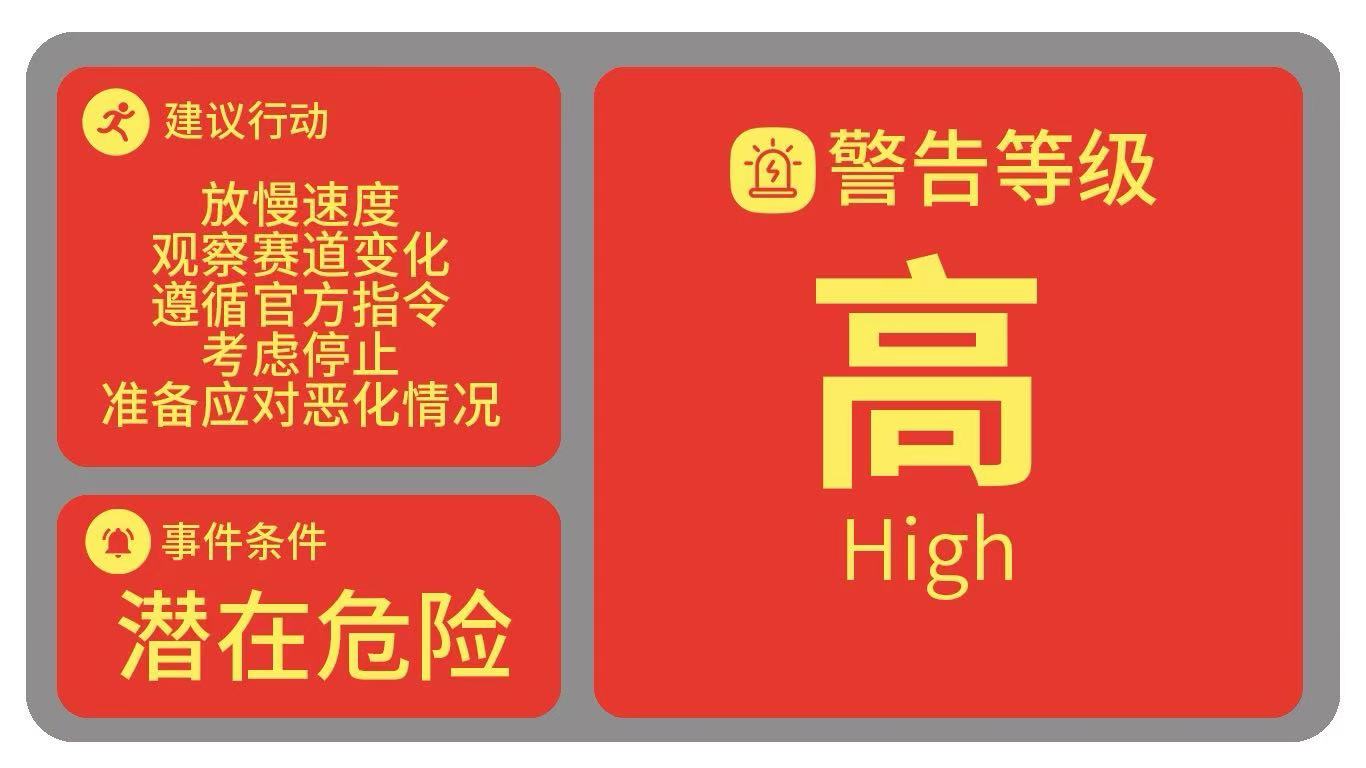 建议行动
放慢速度
观察赛道变化
遵循官方指令
考虑停止
准备应对恶化情况
事件条件
潜在危险
警告等级
高
High